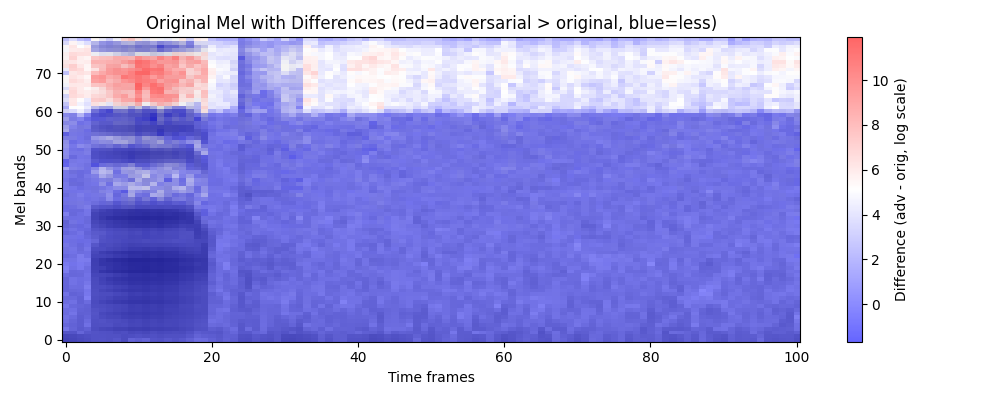 Original Mel with Differences (red=adversarial > original, blue=less)
70
60
50
40
30
20
10
0
Mel bands
0 20 40 60 80 100
Time frames
10
8
6
4
2
0
Difference (adv - orig, log scale)